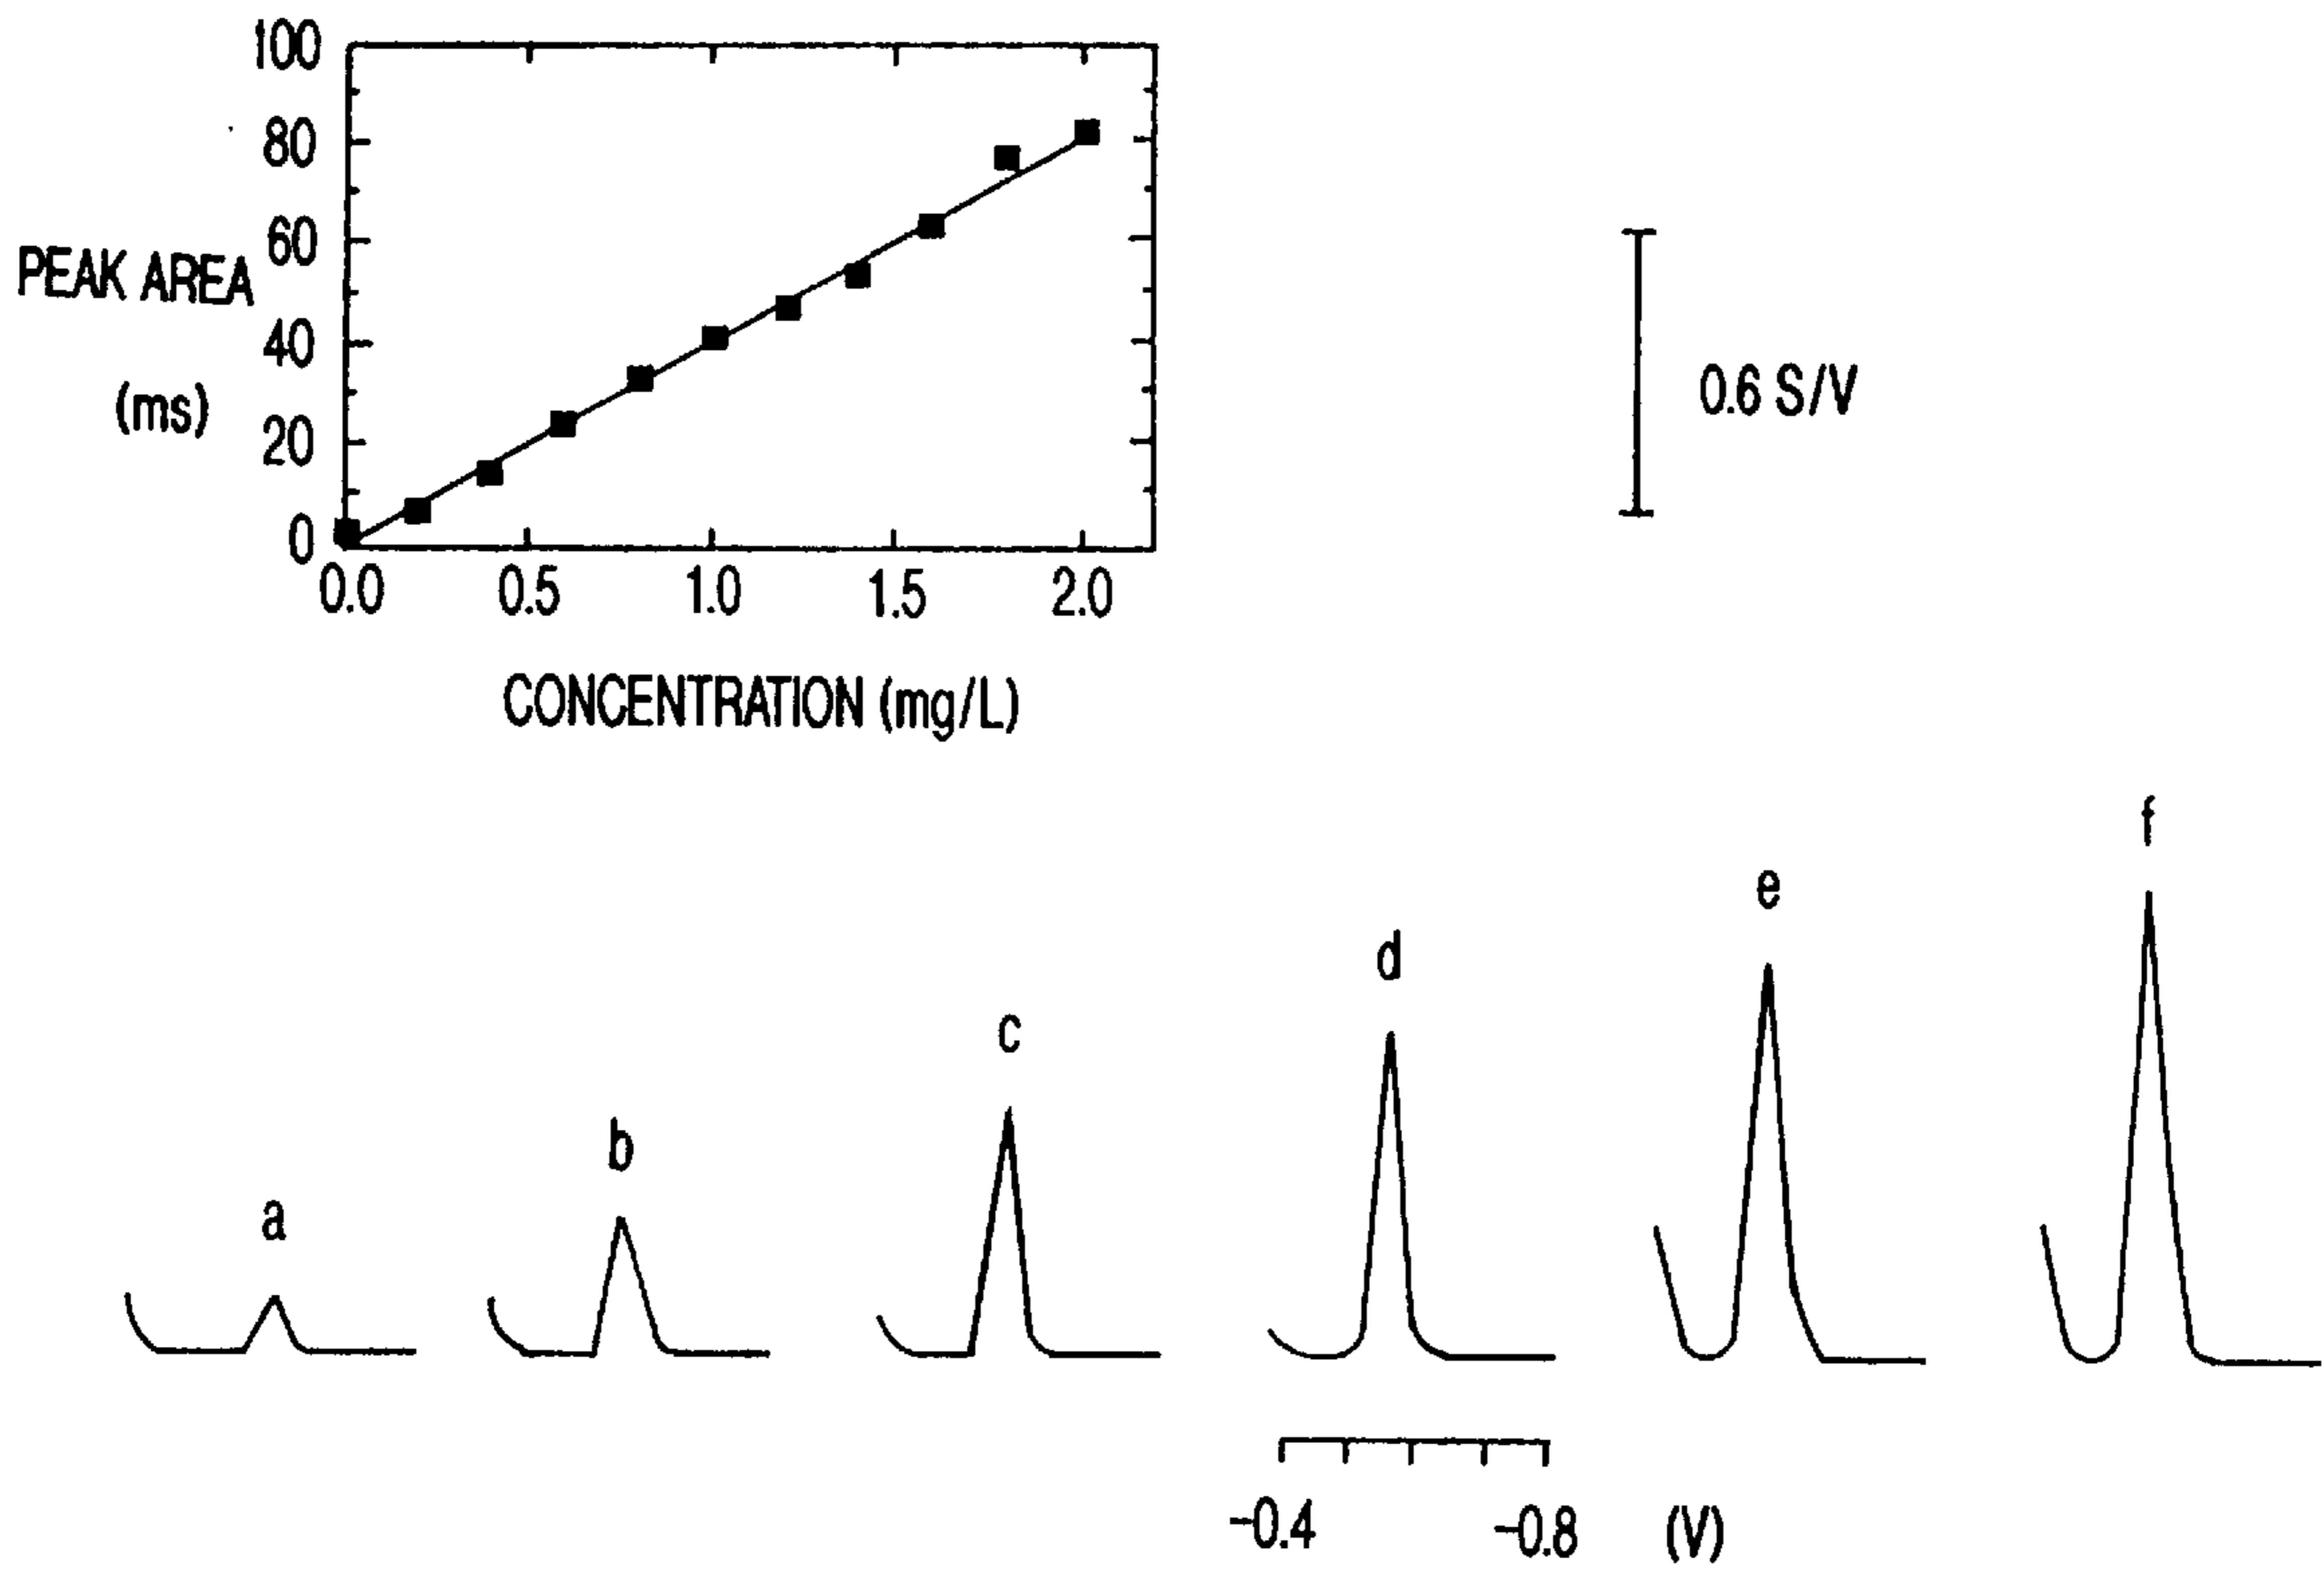 100
80
60
40
20
0
PEAK AREA
(ms)
0.0 0.5 1.0 1.5 2.0
CONCENTRATION (mg/L)
0.6 S/V
a b c d e f
-0.4 -0.8 (V)